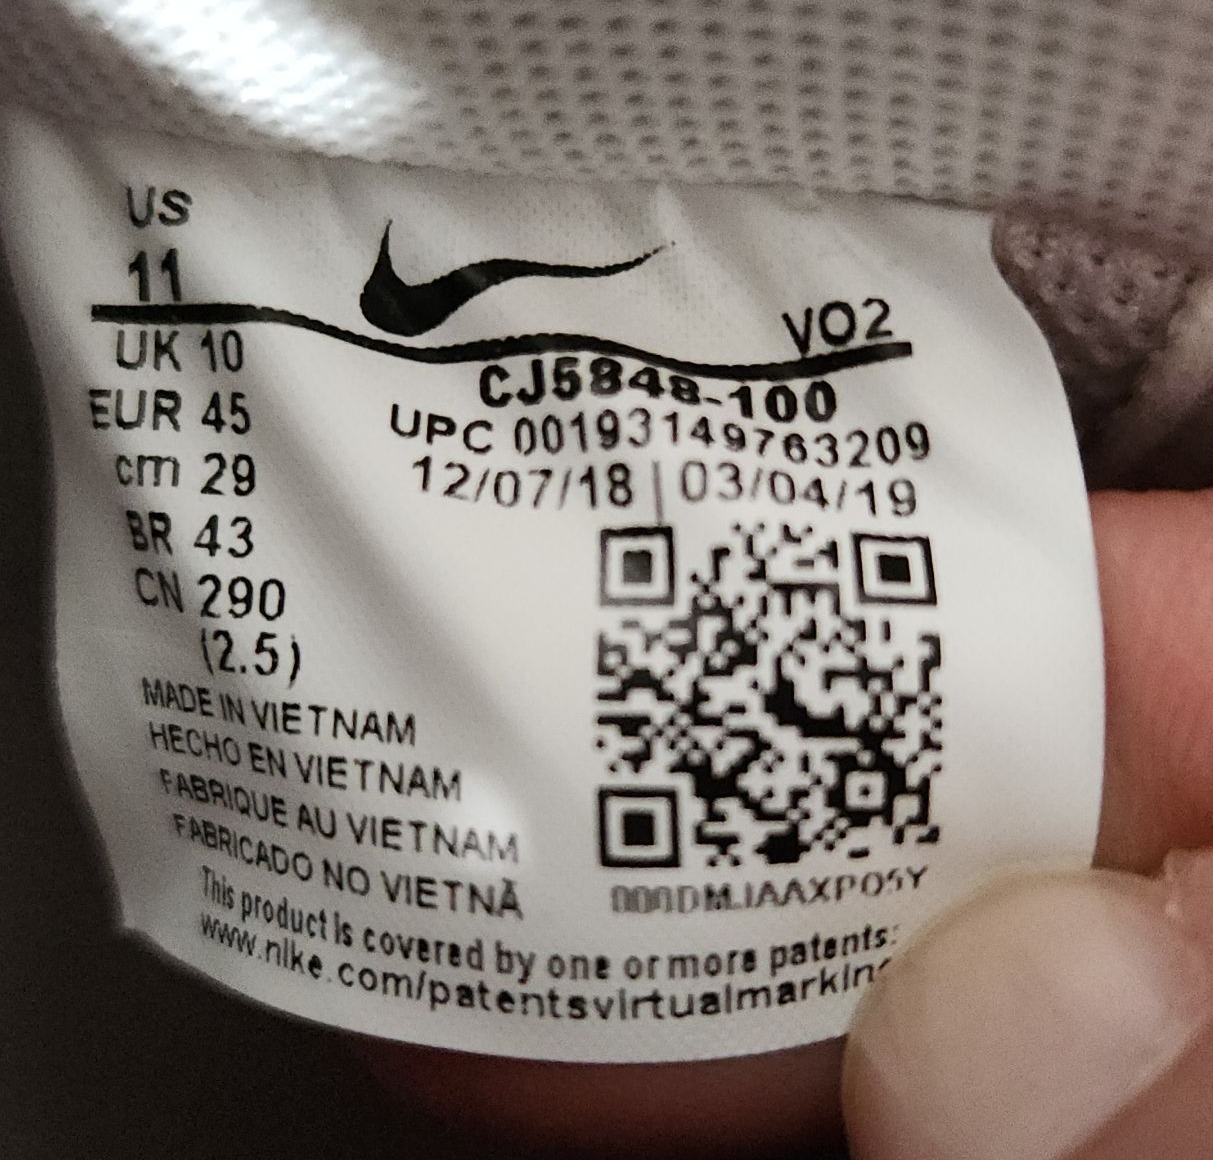 US
11
VO2
UK 10
EUR 45
cm 29
BR 43
CN 290
(2.5)
CJ5848-100
UPC 00193149763209
12/07/18 | 03/04/19
MADE IN VIETNAM
HECHO EN VIETNAM
FABRIQUE AU VIETNAM
FABRICADO NO VIETNÃ
This product is covered by one or more patents:
www.nike.com/patentsvirtualmarkin